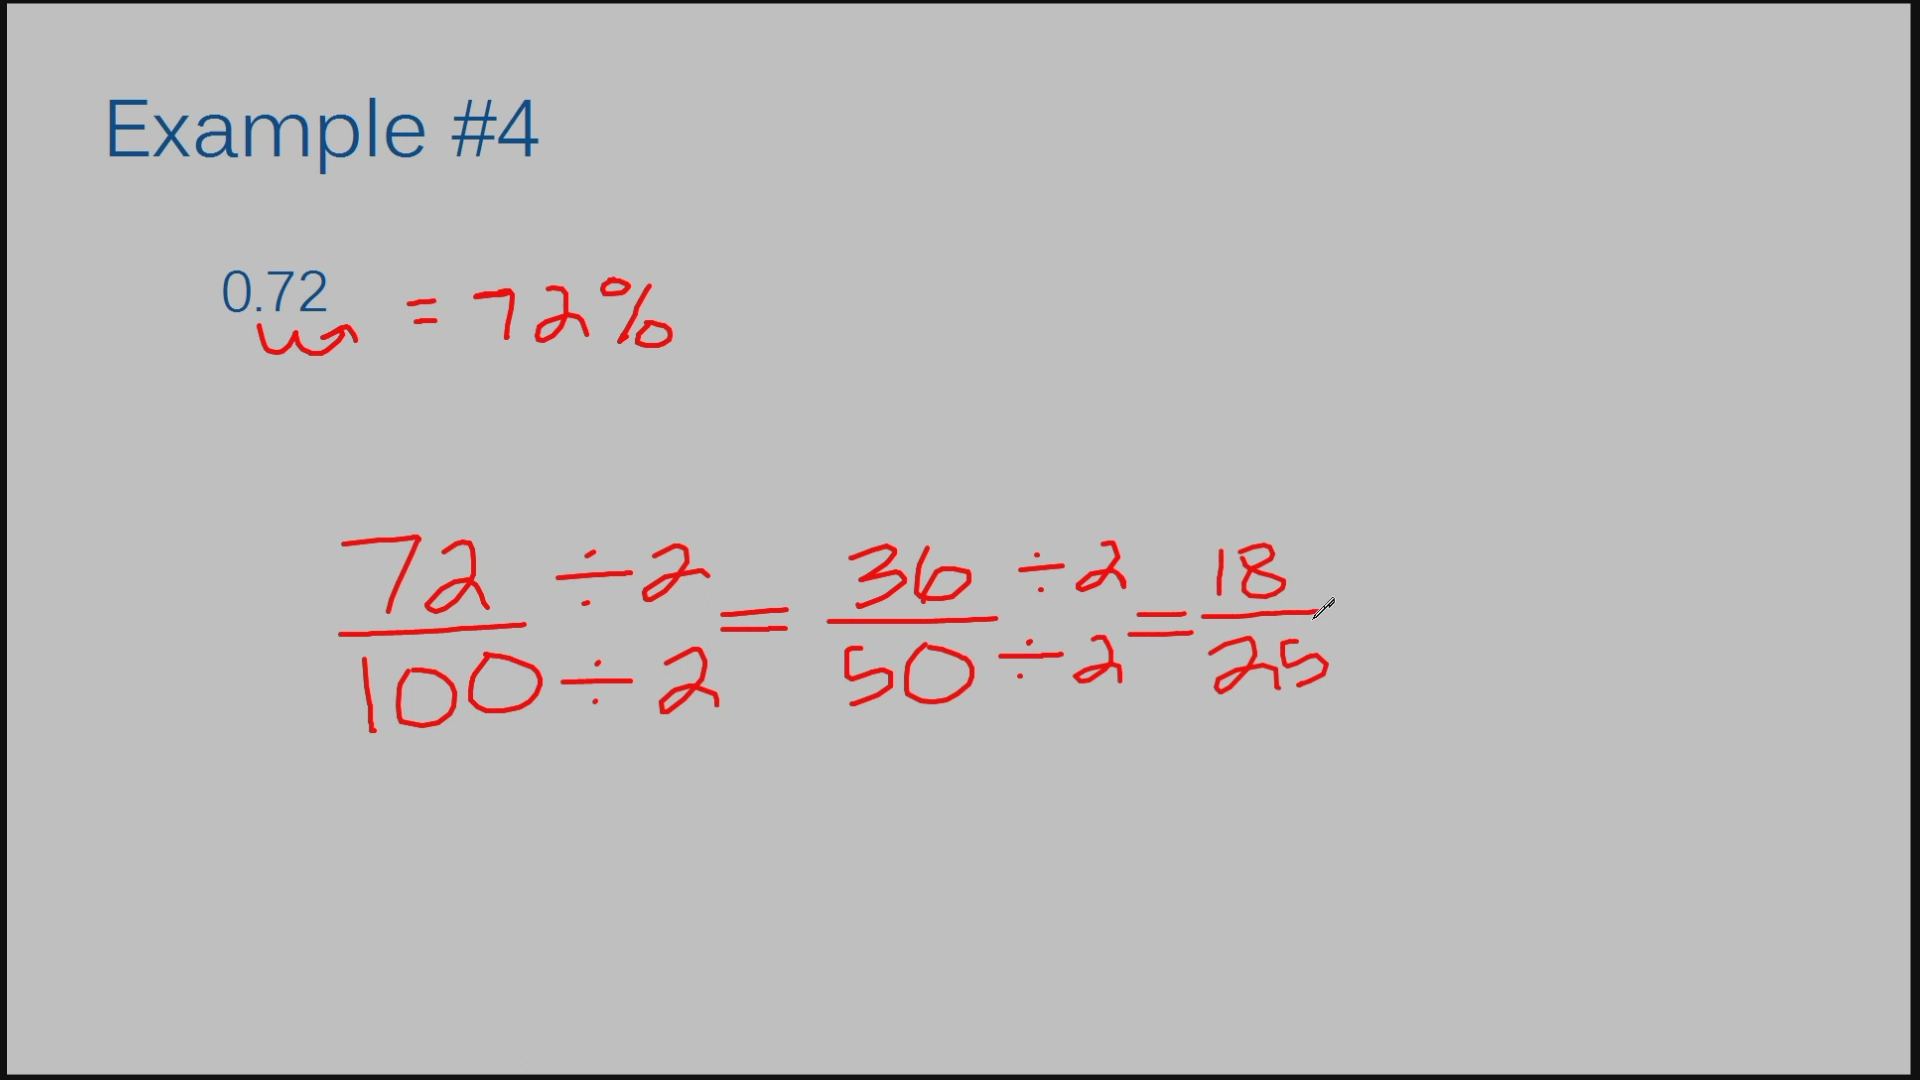 Example #4
0.72 = 72%
72 ÷ 2 = 36 ÷ 2 = 18
100 ÷ 2 50 ÷ 2 25